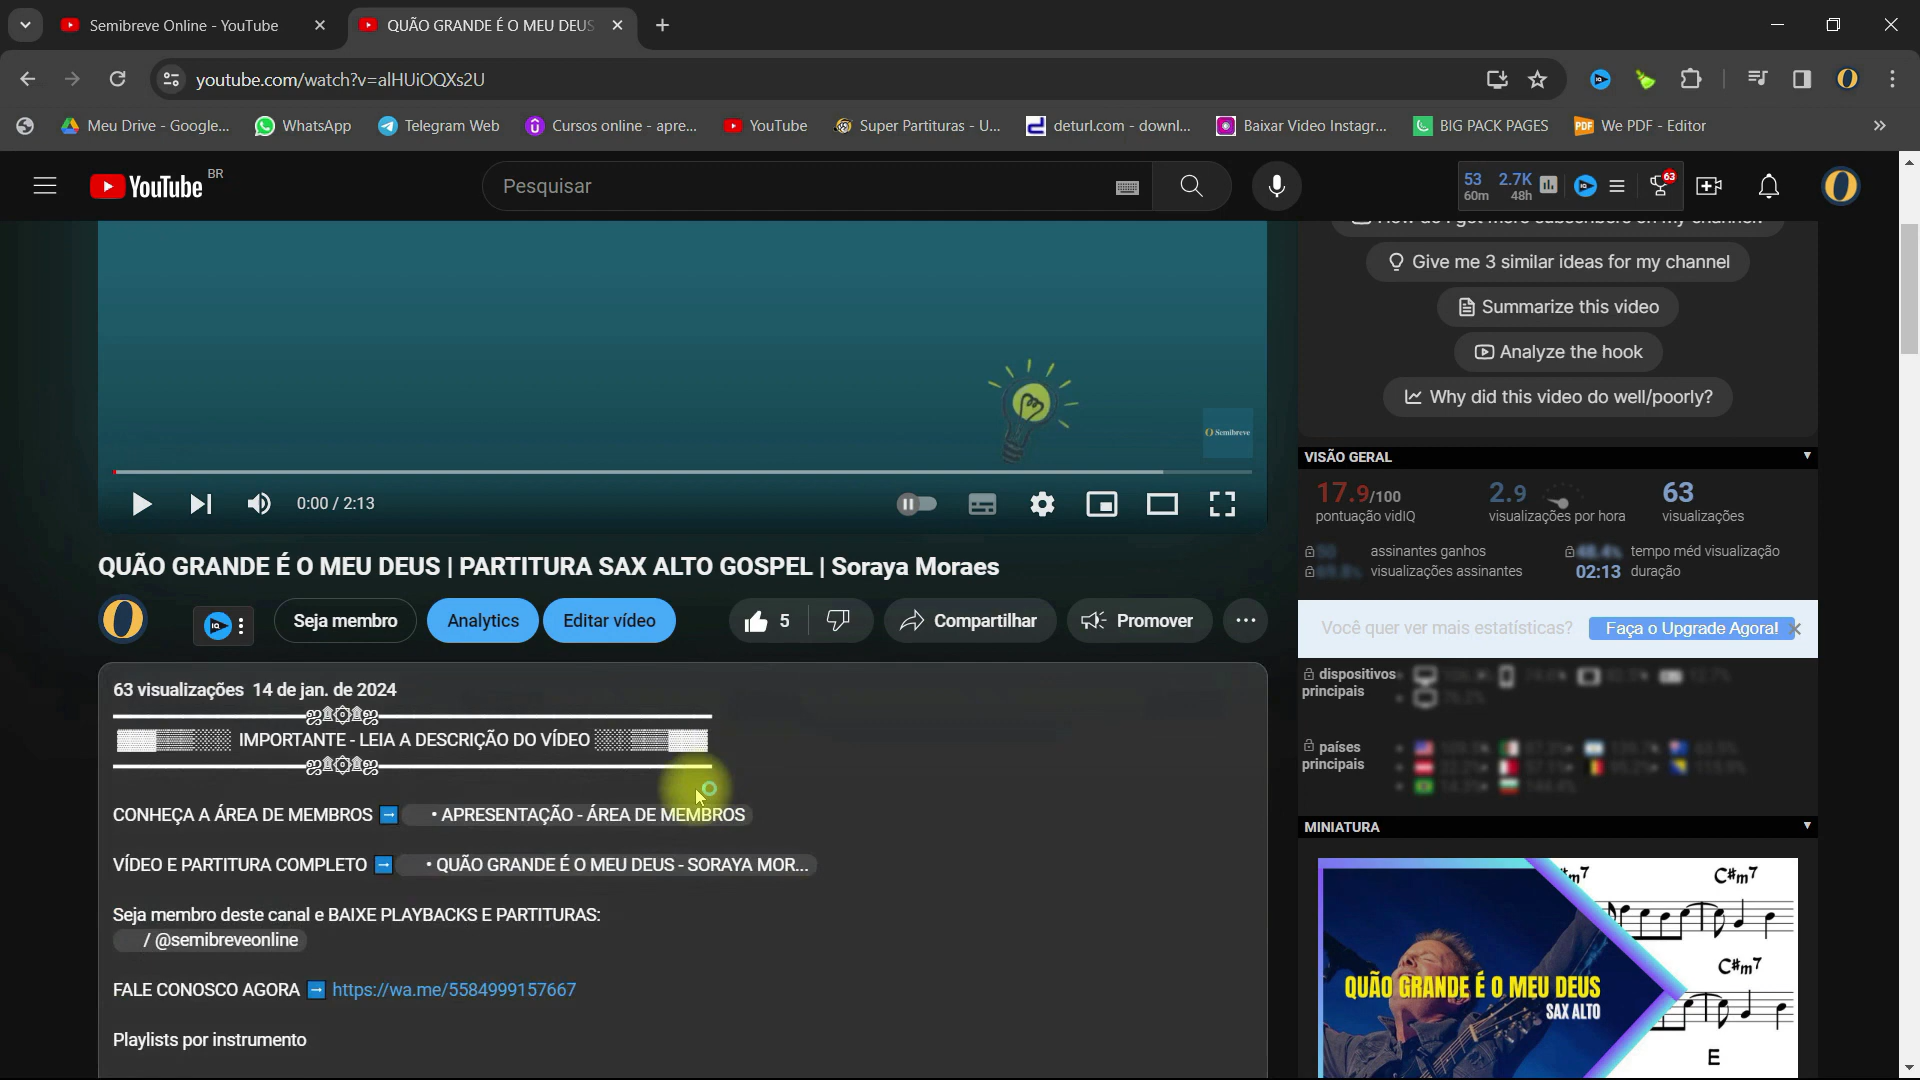 Semibreve Online - YouTube
QUÃO GRANDE É O MEU DEUS
youtube.com/watch?v=alHUiOQXs2U
Meu Drive - Google...
WhatsApp
Telegram Web
Cursos online - apre...
YouTube
Super Partituras - U...
deturl.com - downl...
Baixar Video Instagr...
BIG PACK PAGES
We PDF - Editor
YouTube BR
Pesquisar
53 2.7K
60m 48h
63
Give me 3 similar ideas for my channel
Summarize this video
Analyze the hook
Why did this video do well/poorly?
Semibreve
0:00 / 2:13
VISÃO GERAL
17.9/100
pontuação vidIQ
2.9
visualizações por hora
63
visualizações
assinantes ganhos
tempo méd visualização
visualizações assinantes
02:13 duração
Você quer ver mais estatísticas? Faça o Upgrade Agora!
dispositivos principais
países principais
MINIATURA
QUÃO GRANDE É O MEU DEUS
SAX ALTO
C#m7
C#m7
E
QUÃO GRANDE É O MEU DEUS | PARTITURA SAX ALTO GOSPEL | Soraya Moraes
Seja membro
Analytics
Editar vídeo
5
Compartilhar
Promover
63 visualizações 14 de jan. de 2024
IMPORTANTE - LEIA A DESCRIÇÃO DO VÍDEO
CONHEÇA A ÁREA DE MEMBROS ➡ • APRESENTAÇÃO - ÁREA DE MEMBROS
VÍDEO E PARTITURA COMPLETO ➡ • QUÃO GRANDE É O MEU DEUS - SORAYA MOR...
Seja membro deste canal e BAIXE PLAYBACKS E PARTITURAS:
/ @semibreveonline
FALE CONOSCO AGORA ➡ https://wa.me/5584999157667
Playlists por instrumento